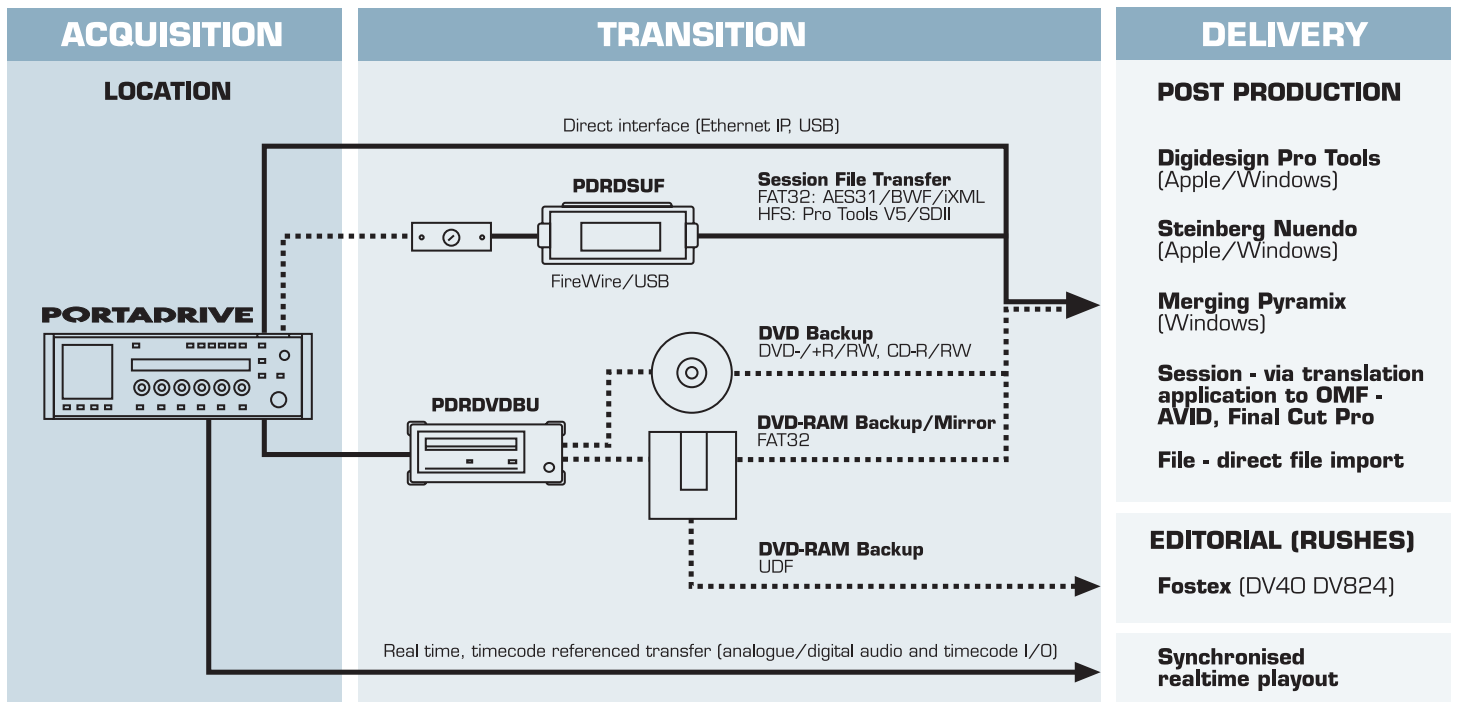 ACQUISITION
LOCATION
PORTADRIVE
TRANSITION
Direct interface (Ethernet IP, USB)
PDRDSUF
Session File Transfer
FAT32: AES31/BWF/iXML
HFS: Pro Tools V5/SDII
FireWire/USB
DVD Backup
DVD-/+R/RW, CD-R/RW
PDRDVDBU
DVD-RAM Backup/Mirror
FAT32
DVD-RAM Backup
UDF
Real time, timecode referenced transfer (analogue/digital audio and timecode I/O)
DELIVERY
POST PRODUCTION
Digidesign Pro Tools
(Apple/Windows)
Steinberg Nuendo
(Apple/Windows)
Merging Pyramix
(Windows)
Session - via translation
application to OMF -
AVID, Final Cut Pro
File - direct file import
EDITORIAL (RUSHES)
Fostex (DV40 DV824)
Synchronised
realtime playout